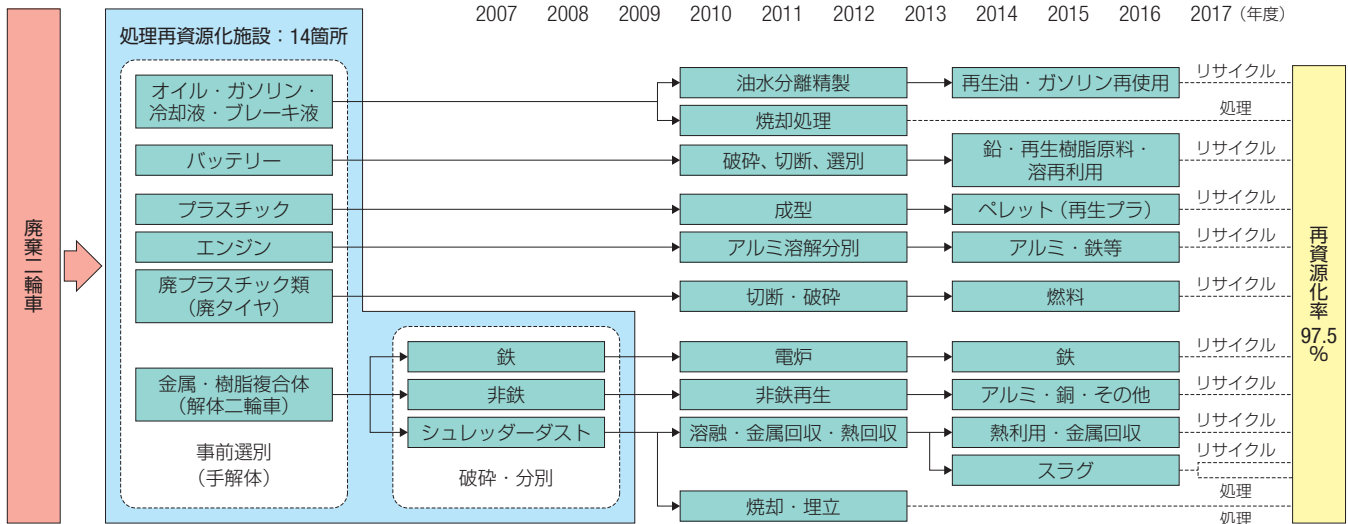 2007 2008 2009 2010 2011 2012 2013 2014 2015 2016 2017（年度）
廃棄二輪車
処理再資源化施設：14箇所
オイル・ガソリン・
冷却液・ブレーキ液
バッテリー
プラスチック
エンジン
廃プラスチック類
（廃タイヤ）
金属・樹脂複合体
（解体二輪車）
事前選別
（手解体）
鉄
非鉄
シュレッダーダスト
破砕・分別
油水分離精製
焼却処理
破砕、切断、選別
成型
アルミ溶解分別
切断・破砕
電炉
非鉄再生
溶融・金属回収・熱回収
焼却・埋立
再生油・ガソリン再使用
鉛・再生樹脂原料・
溶再利用
ペレット（再生プラ）
アルミ・鉄等
燃料
鉄
アルミ・銅・その他
熱利用・金属回収
スラグ
リサイクル
処理
リサイクル
リサイクル
リサイクル
リサイクル
リサイクル
リサイクル
リサイクル
リサイクル
処理
処理
再資源化率
97.5
%